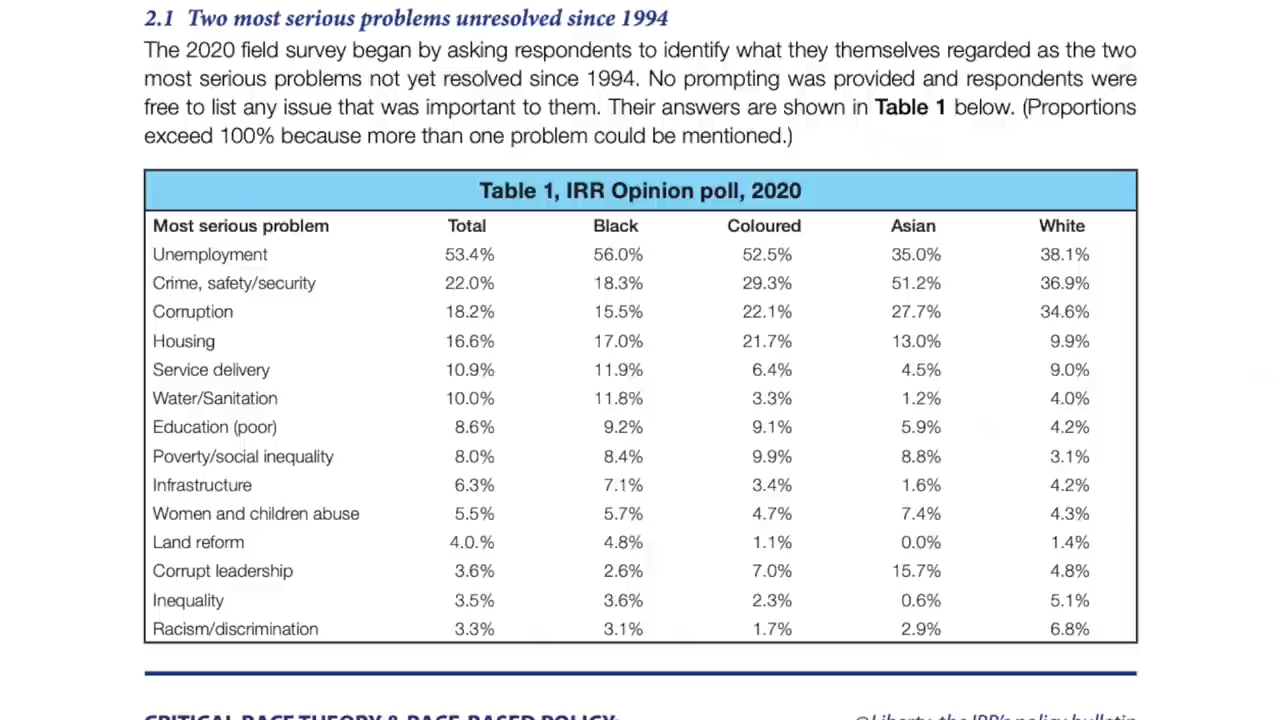 2.1 Two most serious problems unresolved since 1994
The 2020 field survey began by asking respondents to identify what they themselves regarded as the two
most serious problems not yet resolved since 1994. No prompting was provided and respondents were
free to list any issue that was important to them. Their answers are shown in Table 1 below. (Proportions
exceed 100% because more than one problem could be mentioned.)
Table 1, IRR Opinion poll, 2020
Most serious problem Total Black Coloured Asian White
Unemployment 53.4% 56.0% 52.5% 35.0% 38.1%
Crime, safety/security 22.0% 18.3% 29.3% 51.2% 36.9%
Corruption 18.2% 15.5% 22.1% 27.7% 34.6%
Housing 16.6% 17.0% 21.7% 13.0% 9.9%
Service delivery 10.9% 11.9% 6.4% 4.5% 9.0%
Water/Sanitation 10.0% 11.8% 3.3% 1.2% 4.0%
Education (poor) 8.6% 9.2% 9.1% 5.9% 4.2%
Poverty/social inequality 8.0% 8.4% 9.9% 8.8% 3.1%
Infrastructure 6.3% 7.1% 3.4% 1.6% 4.2%
Women and children abuse 5.5% 5.7% 4.7% 7.4% 4.3%
Land reform 4.0.% 4.8% 1.1% 0.0% 1.4%
Corrupt leadership 3.6% 2.6% 7.0% 15.7% 4.8%
Inequality 3.5% 3.6% 2.3% 0.6% 5.1%
Racism/discrimination 3.3% 3.1% 1.7% 2.9% 6.8%
CRITICAL RACE THEORY & RACE-BASED POLICY: @Liberty, the IRR's policy bulletin